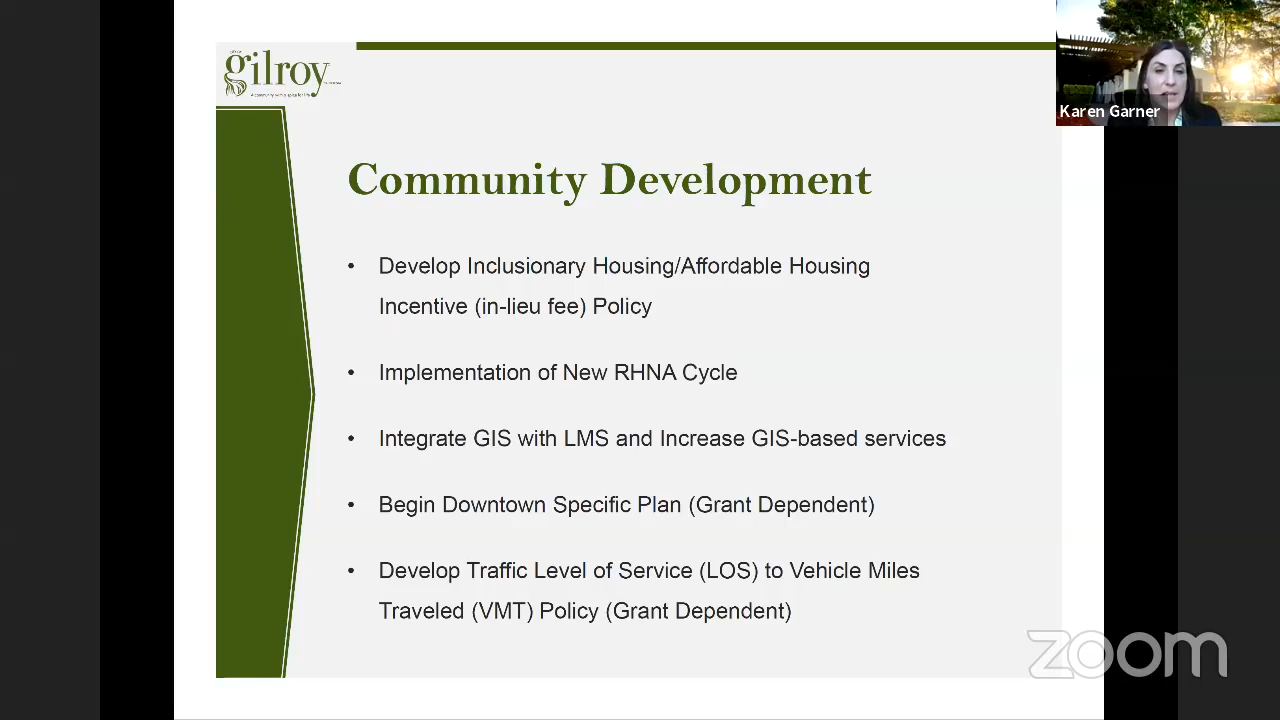 CITY OF
gilroy
Karen Garner
Community Development
• Develop Inclusionary Housing/Affordable Housing
Incentive (in-lieu fee) Policy
• Implementation of New RHNA Cycle
• Integrate GIS with LMS and Increase GIS-based services
• Begin Downtown Specific Plan (Grant Dependent)
• Develop Traffic Level of Service (LOS) to Vehicle Miles
Traveled (VMT) Policy (Grant Dependent)
zoom